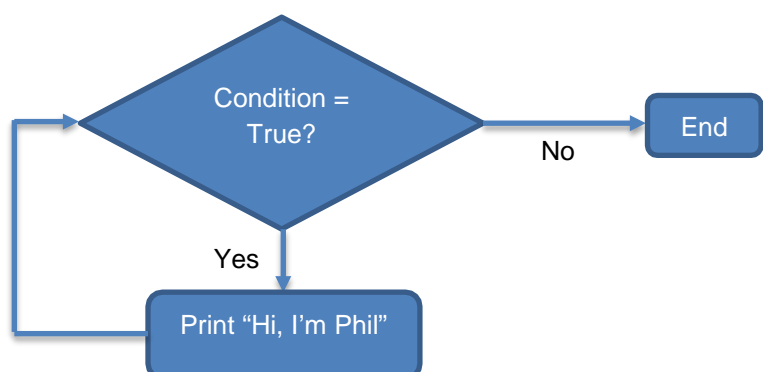 Condition =
True?
End
No
Yes
Print “Hi, I’m Phil”